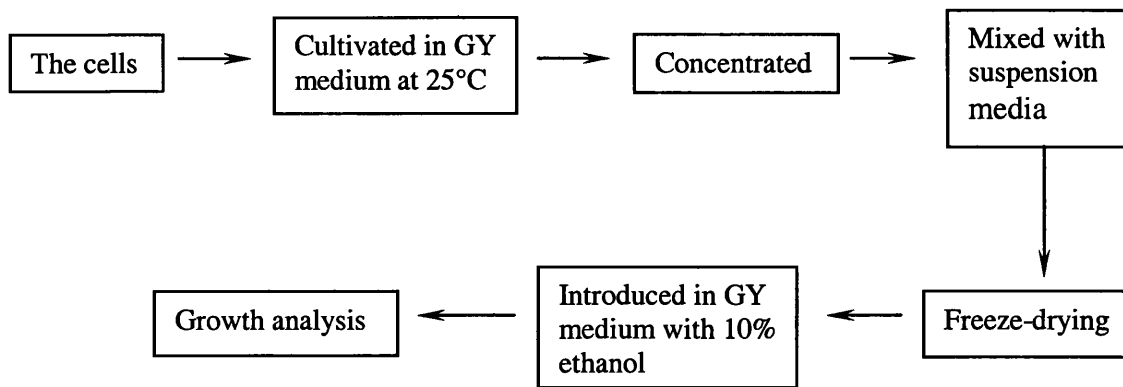 The cells
Cultivated in GY
medium at 25°C
Concentrated
Mixed with
suspension
media
Freeze-drying
Introduced in GY
medium with 10%
ethanol
Growth analysis